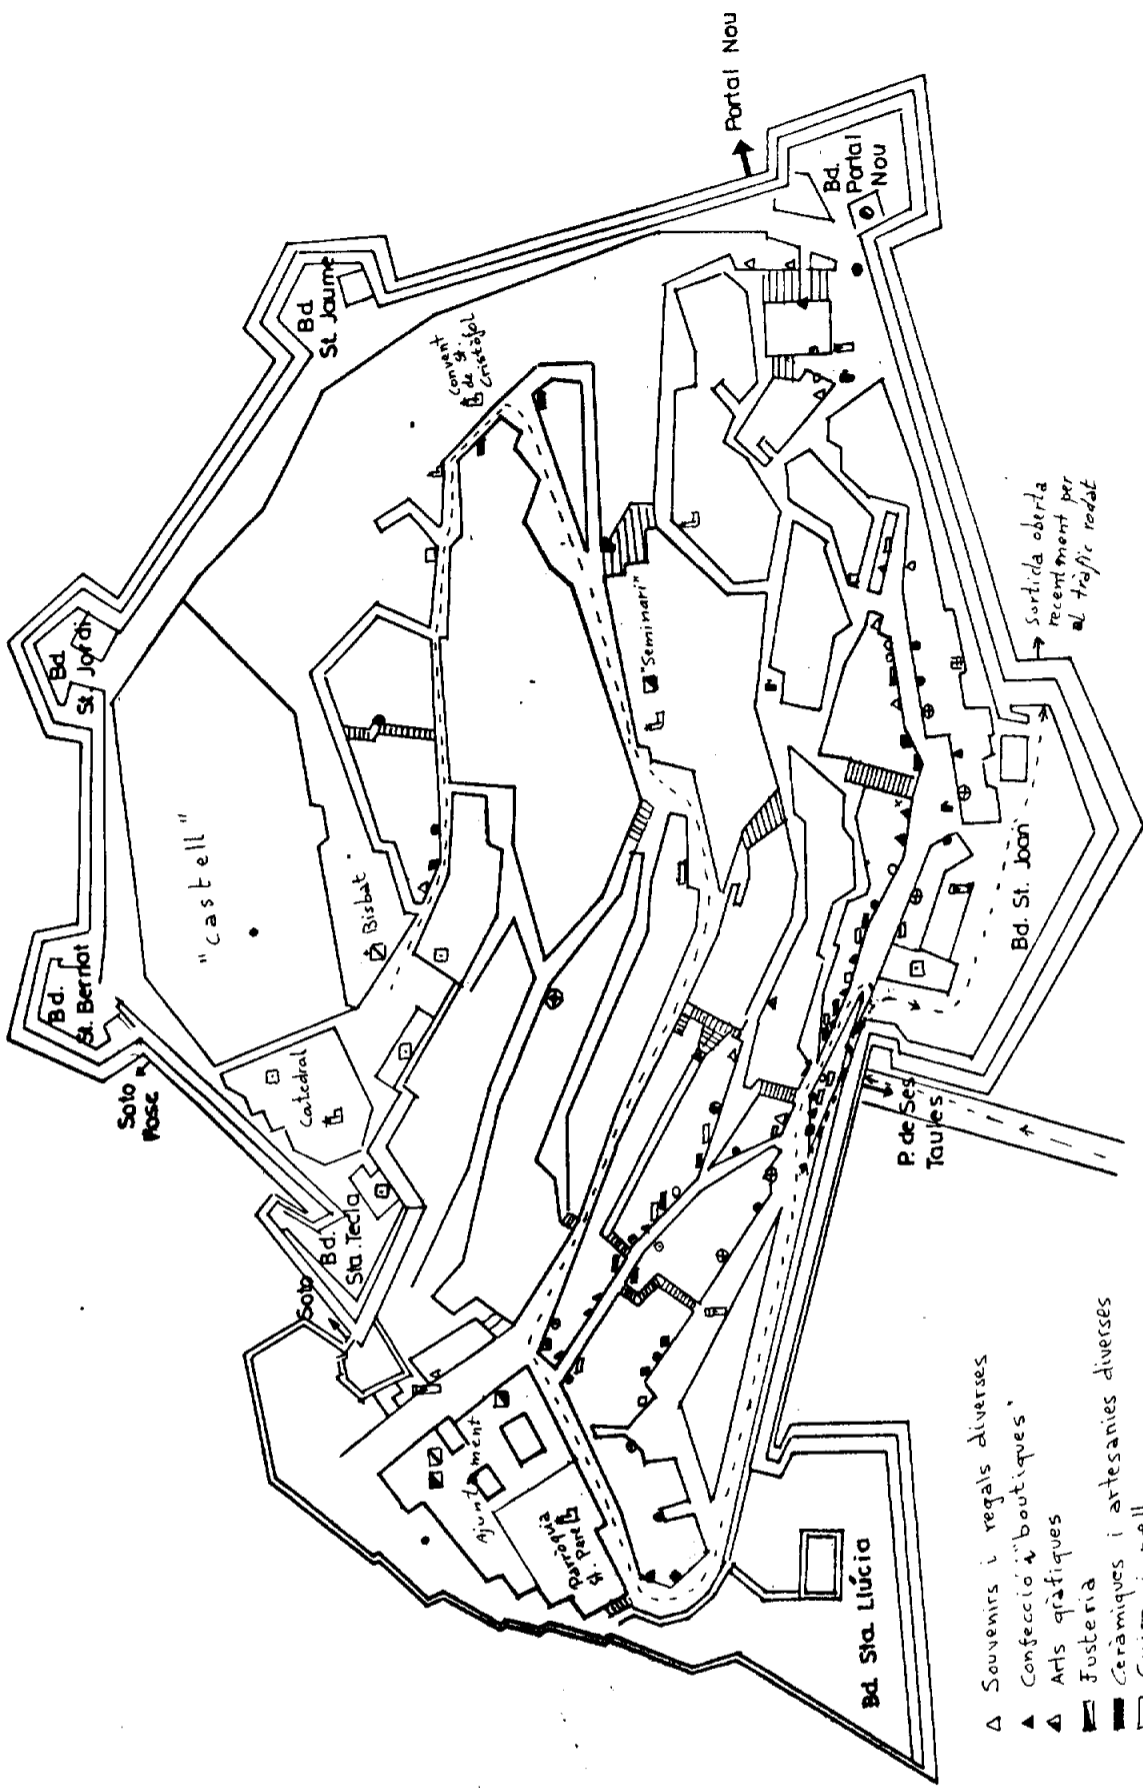 Bd.
St. Bernat
Bd.
St. Jordi
Bd
St. Jaume
Portal Nou
Bd.
Portal
Nou
Soto
Fosc
"castell"
Convent
de St.
Cristòfol
Bisbat
Catedral
Bd.
Sta. Tecla
Soto
"Seminari"
Ajuntament
Parròquia
St. Pere
P. de Ses
Taules
Bd. St. Joan
Sortida oberta
recentment per
al tràfic rodat
Bd. Sta Llúcia
Souvenirs i regals diverses
Confecció i "boutiques"
Arts gràfiques
Fusteria
Ceràmiques i artesanies diverses